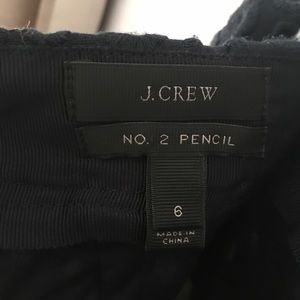 J.CREW
NO. 2 PENCIL
6
MADE IN
CHINA